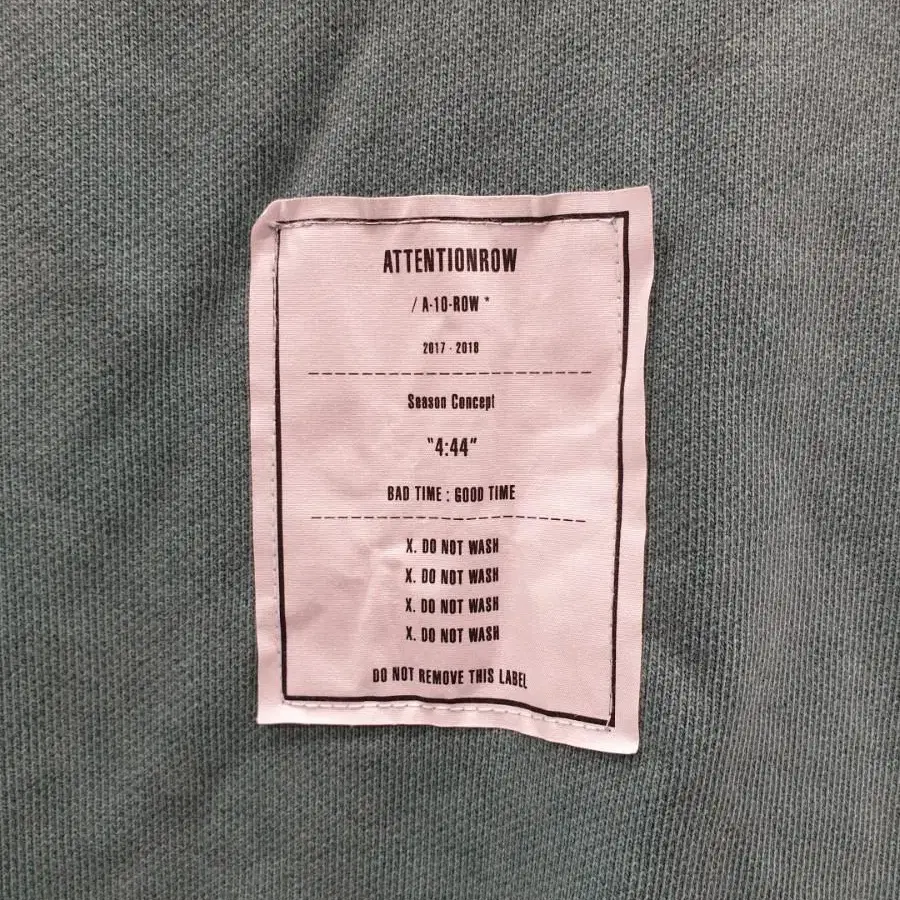 ATTENTIONROW
/ A-10-ROW *
2017 - 2018
Season Concept
"4:44"
BAD TIME : GOOD TIME
X. DO NOT WASH
X. DO NOT WASH
X. DO NOT WASH
X. DO NOT WASH
DO NOT REMOVE THIS LABEL